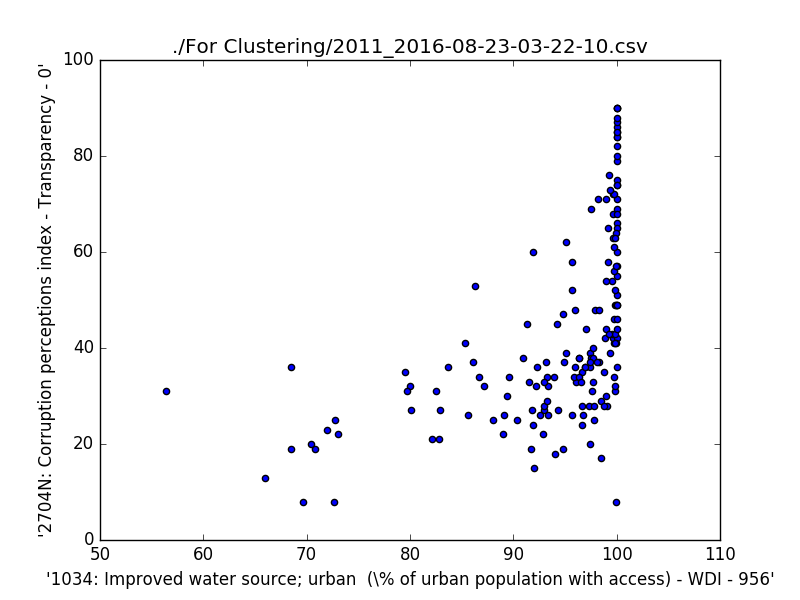 ./For Clustering/2011_2016-08-23-03-22-10.csv
'2704N: Corruption perceptions index - Transparency - 0'
100
80
60
40
20
0
50 60 70 80 90 100 110
'1034: Improved water source; urban  (\% of urban population with access) - WDI - 956'